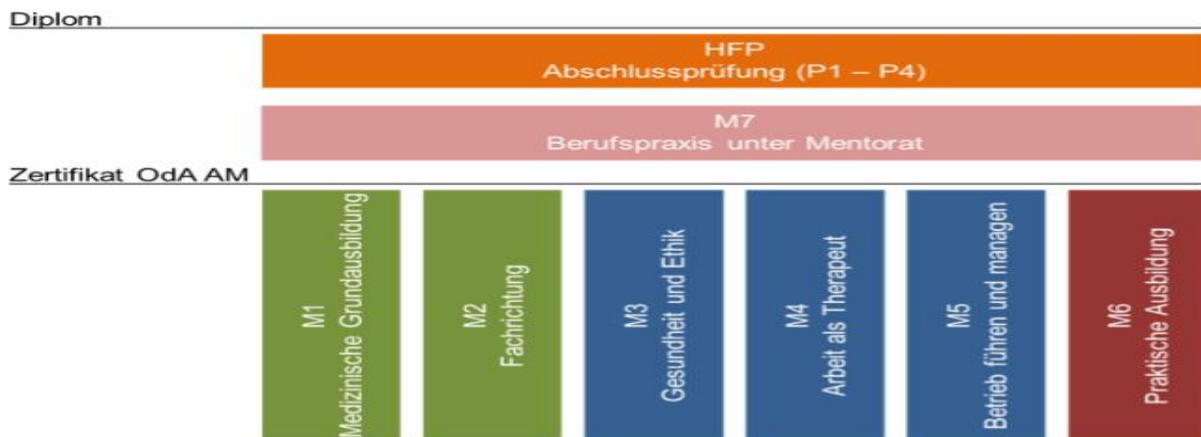 Diplom
HFP
Abschlussprüfung (P1 – P4)
M7
Berufspraxis unter Mentorat
Zertifikat OdA AM
M1
Medizinische Grundausbildung
M2
Fachrichtung
M3
Gesundheit und Ethik
M4
Arbeit als Therapeut
M5
Betrieb führen und managen
M6
Praktische Ausbildung